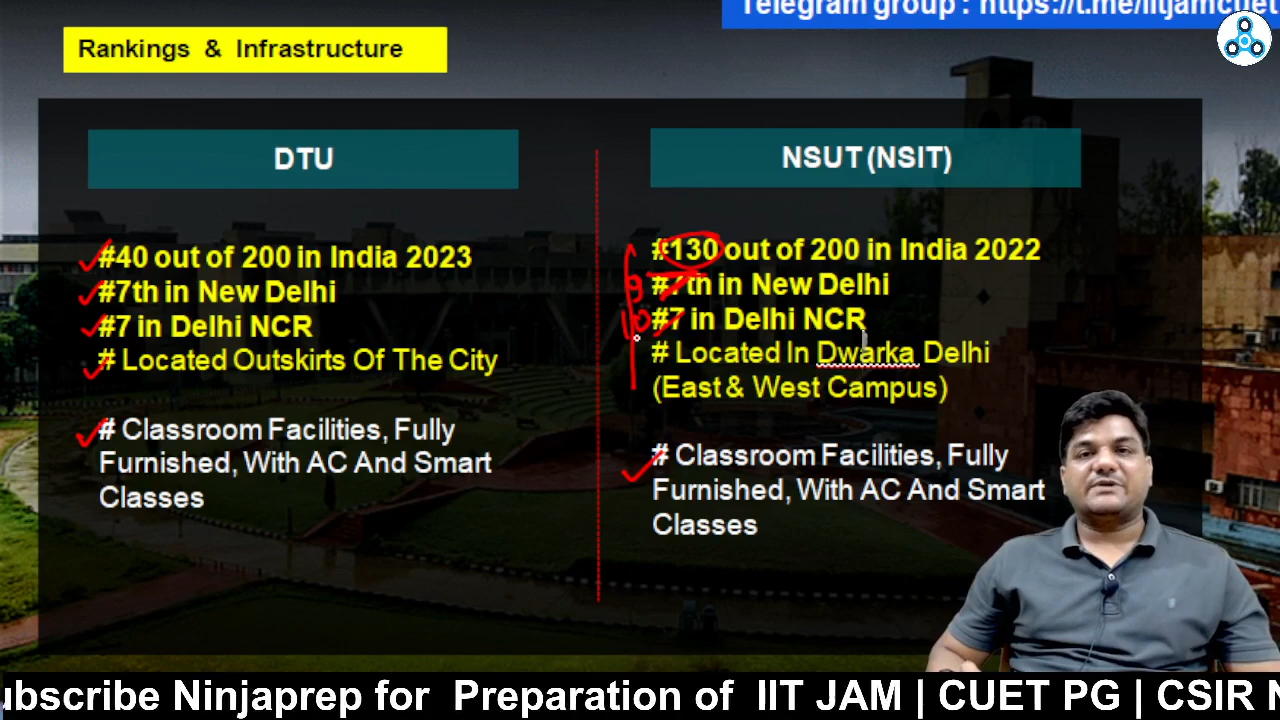 Telegram group : https://t.me/iitjamcuet
Rankings & Infrastructure
DTU
#40 out of 200 in India 2023
#7th in New Delhi
#7 in Delhi NCR
# Located Outskirts Of The City
# Classroom Facilities, Fully
Furnished, With AC And Smart
Classes
NSUT (NSIT)
#130 out of 200 in India 2022
9 #7th in New Delhi
10 #7 in Delhi NCR
# Located In Dwarka Delhi
(East & West Campus)
# Classroom Facilities, Fully
Furnished, With AC And Smart
Classes
ubscribe Ninjaprep for Preparation of IIT JAM | CUET PG | CSIR N